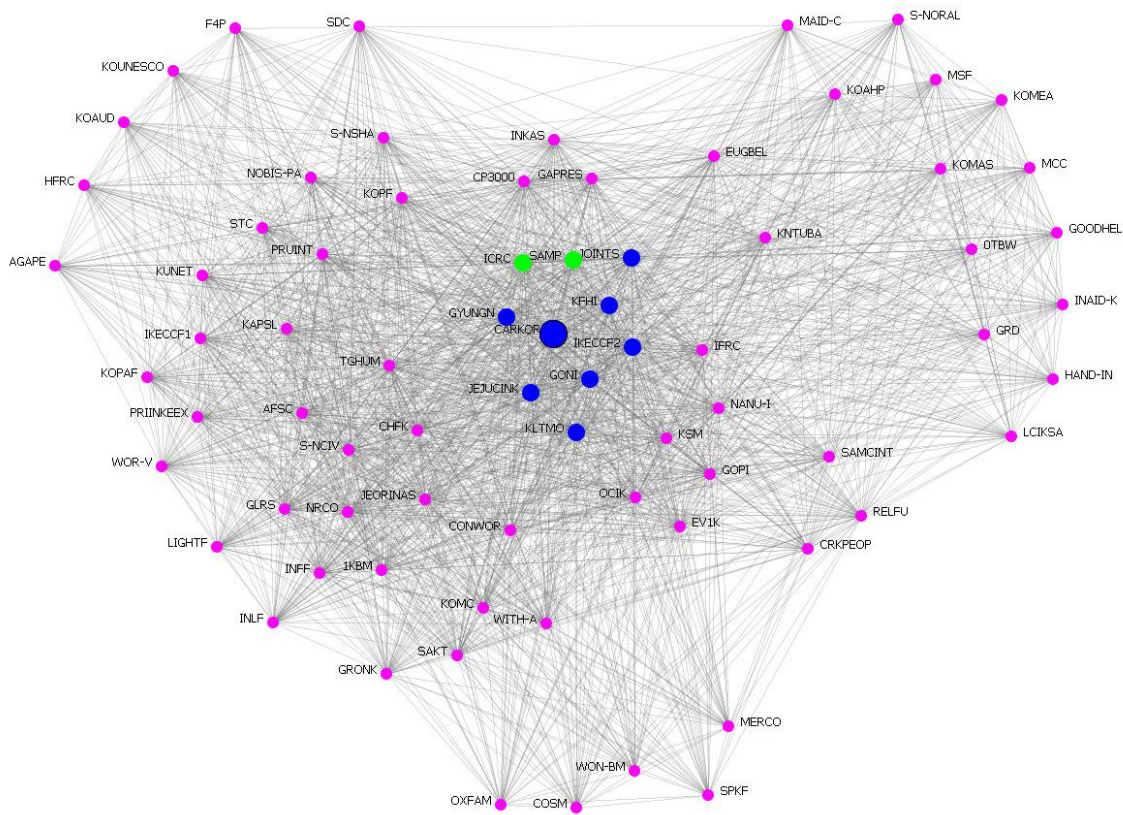 F4P
SDC
MAID-C
S-NORAL
KOUNESCO
MSF
KOAHP
KOMEA
KOAUD
S-NSHA
INKAS
EUGBEL
HFRC
NOBIS-PA
KOPF
CP3000
GAPRES
KOMAS
MCC
STC
PRUINT
KNTUBA
OTBW
GOODHEL
AGAPE
KUNET
ICRC
SAMP
JOINTS
INAID-K
GYUNGN
KFHI
IKECCF1
KAPSL
CARKOR
IKECCF2
IFRC
GRD
TGHUM
KOPAF
JEJUCINK
GONI
HAND-IN
PRIINKEEX
AFSC
CHFK
KLTMO
KSM
NANU-I
LCIKSA
WOR-V
S-NCIV
GOPI
SAMCINT
GLRS
NRCO
JEORINAS
OCIK
RELFU
LIGHTF
CONWOR
EV1K
CRKPEOP
INFF
1KBM
INLF
KOMC
WITH-A
GRONK
SAKT
MERCO
WON-BM
OXFAM
COSM
SPKF